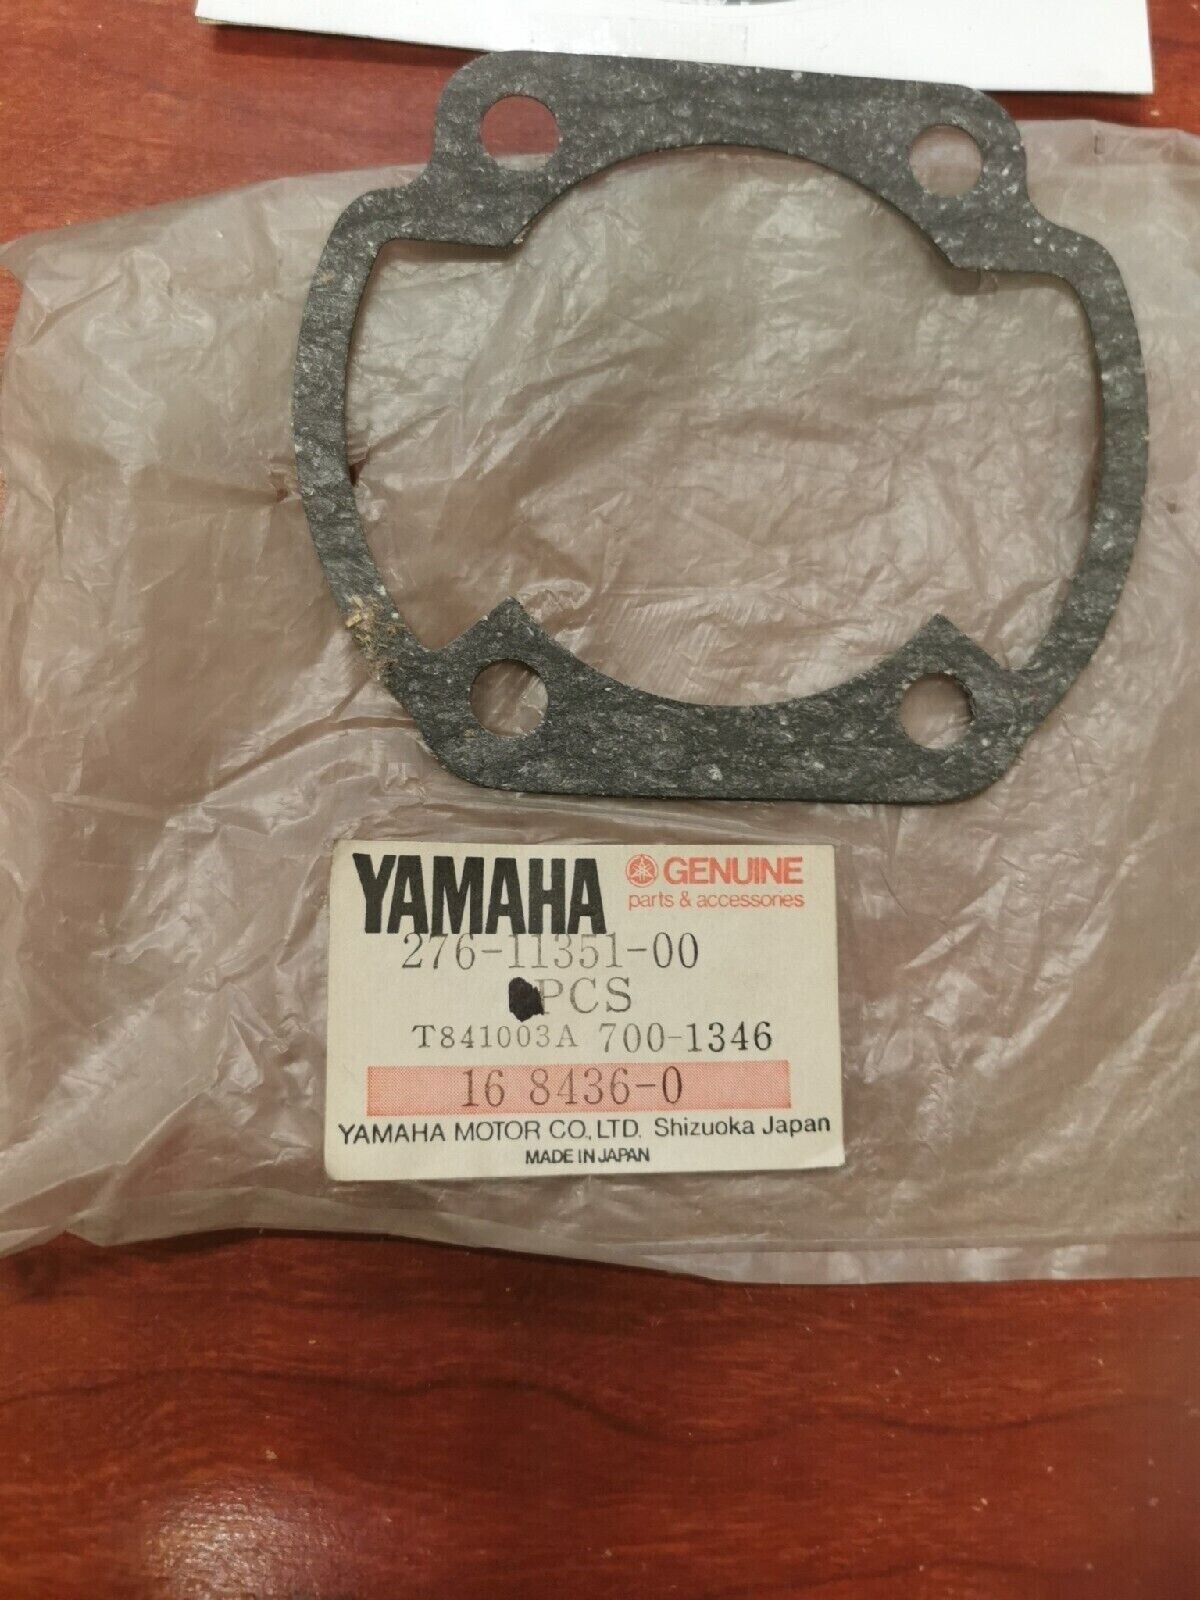 YAMAHA GENUINE
parts & accessories
276-11351-00
PCS
T841003A 700-1346
16 8436-0
YAMAHA MOTOR CO., LTD. Shizuoka Japan
MADE IN JAPAN